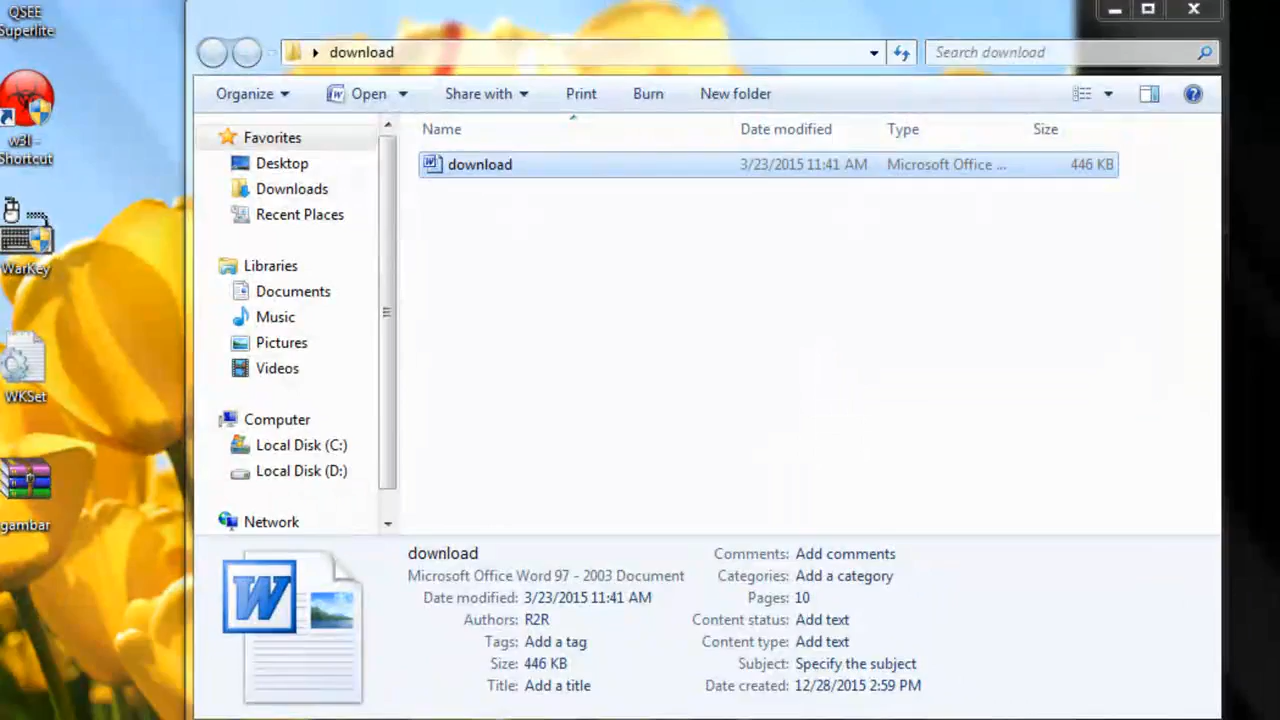 QSEE
Superlite
w3l -
Shortcut
WarKey
WKSet
gambar
download
Search download
Organize
Open
Share with
Print
Burn
New folder
Favorites
Desktop
Downloads
Recent Places
Libraries
Documents
Music
Pictures
Videos
Computer
Local Disk (C:)
Local Disk (D:)
Network
Name Date modified Type Size
download 3/23/2015 11:41 AM Microsoft Office ... 446 KB
download
Microsoft Office Word 97 - 2003 Document
Date modified: 3/23/2015 11:41 AM
Authors: R2R
Tags: Add a tag
Size: 446 KB
Title: Add a title
Comments: Add comments
Categories: Add a category
Pages: 10
Content status: Add text
Content type: Add text
Subject: Specify the subject
Date created: 12/28/2015 2:59 PM